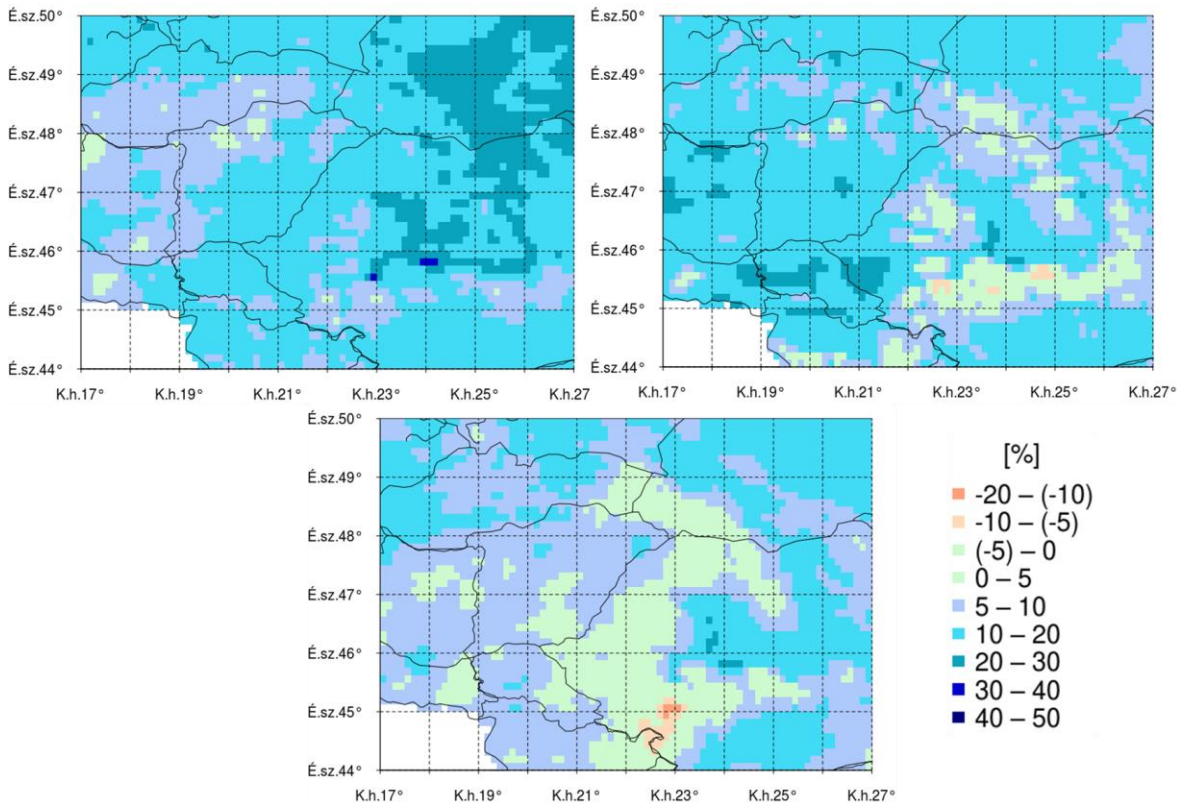 É.sz.50°
É.sz.49°
É.sz.48°
É.sz.47°
É.sz.46°
É.sz.45°
É.sz.44°
K.h.17° K.h.19° K.h.21° K.h.23° K.h.25° K.h.27°
É.sz.50°
É.sz.49°
É.sz.48°
É.sz.47°
É.sz.46°
É.sz.45°
É.sz.44°
K.h.17° K.h.19° K.h.21° K.h.23° K.h.25° K.h.27°
É.sz.50°
É.sz.49°
É.sz.48°
É.sz.47°
É.sz.46°
É.sz.45°
É.sz.44°
K.h.17° K.h.19° K.h.21° K.h.23° K.h.25° K.h.27°
[%]
-20 – (-10)
-10 – (-5)
(-5) – 0
0 – 5
5 – 10
10 – 20
20 – 30
30 – 40
40 – 50